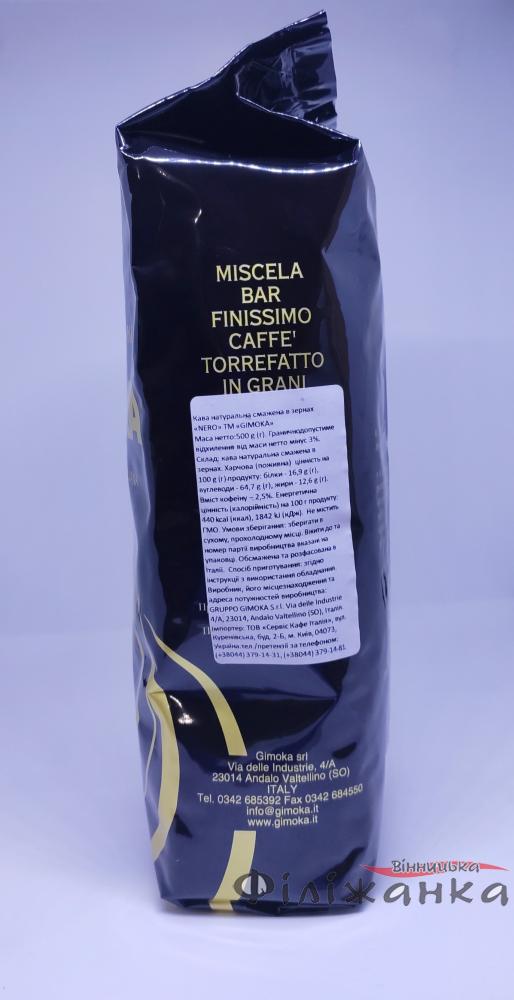 MISCELA
BAR
FINISSIMO
CAFFE'
TORREFATTO
IN GRANI
Кава натуральна смажена в зернах
«NERO» ТМ «GIMOKA»
Маса нетто:500 g (г). Граничнодопустиме
відхилення від маси нетто мінус 3%.
Склад: кава натуральна смажена в
зернах. Харчова (поживна) цінність на
100 g (г) продукту: білки - 16,9 g (г),
вуглеводи - 64,7 g (г), жири - 12,6 g (г).
Вміст кофеїну – 2,5%. Енергетична
цінність (калорійність) на 100 г продукту:
440 kcal (ккал), 1842 kJ (кДж). Не містить
ГМО. Умови зберігання: зберігати в
сухому, прохолодному місці. Вжити до та
номер партії виробництва вказані на
упаковці. Обсмажена та розфасована в
Італії. Спосіб приготування: згідно
інструкції з використання обладнання.
Виробник, його місцезнаходження та
адреса потужностей виробництва:
GRUPPO GIMOKA S.r.l. Via delle Industrie
4/A, 23014, Andalo Valtellino (SO), Італія.
Імпортер: ТОВ «Сервіс Кафе Італія», вул.
Куренівська, буд. 2-Б, м. Київ, 04073,
Україна.тел./претензії за телефоном:
(+38044) 379-14-31, (+38044) 379-14-81
Gimoka srl
Via delle Industrie, 4/A
23014 Andalo Valtellino (SO)
ITALY
Tel. 0342 685392 Fax 0342 684550
info@gimoka.it
www.gimoka.it
Вінницька
Філіжанка